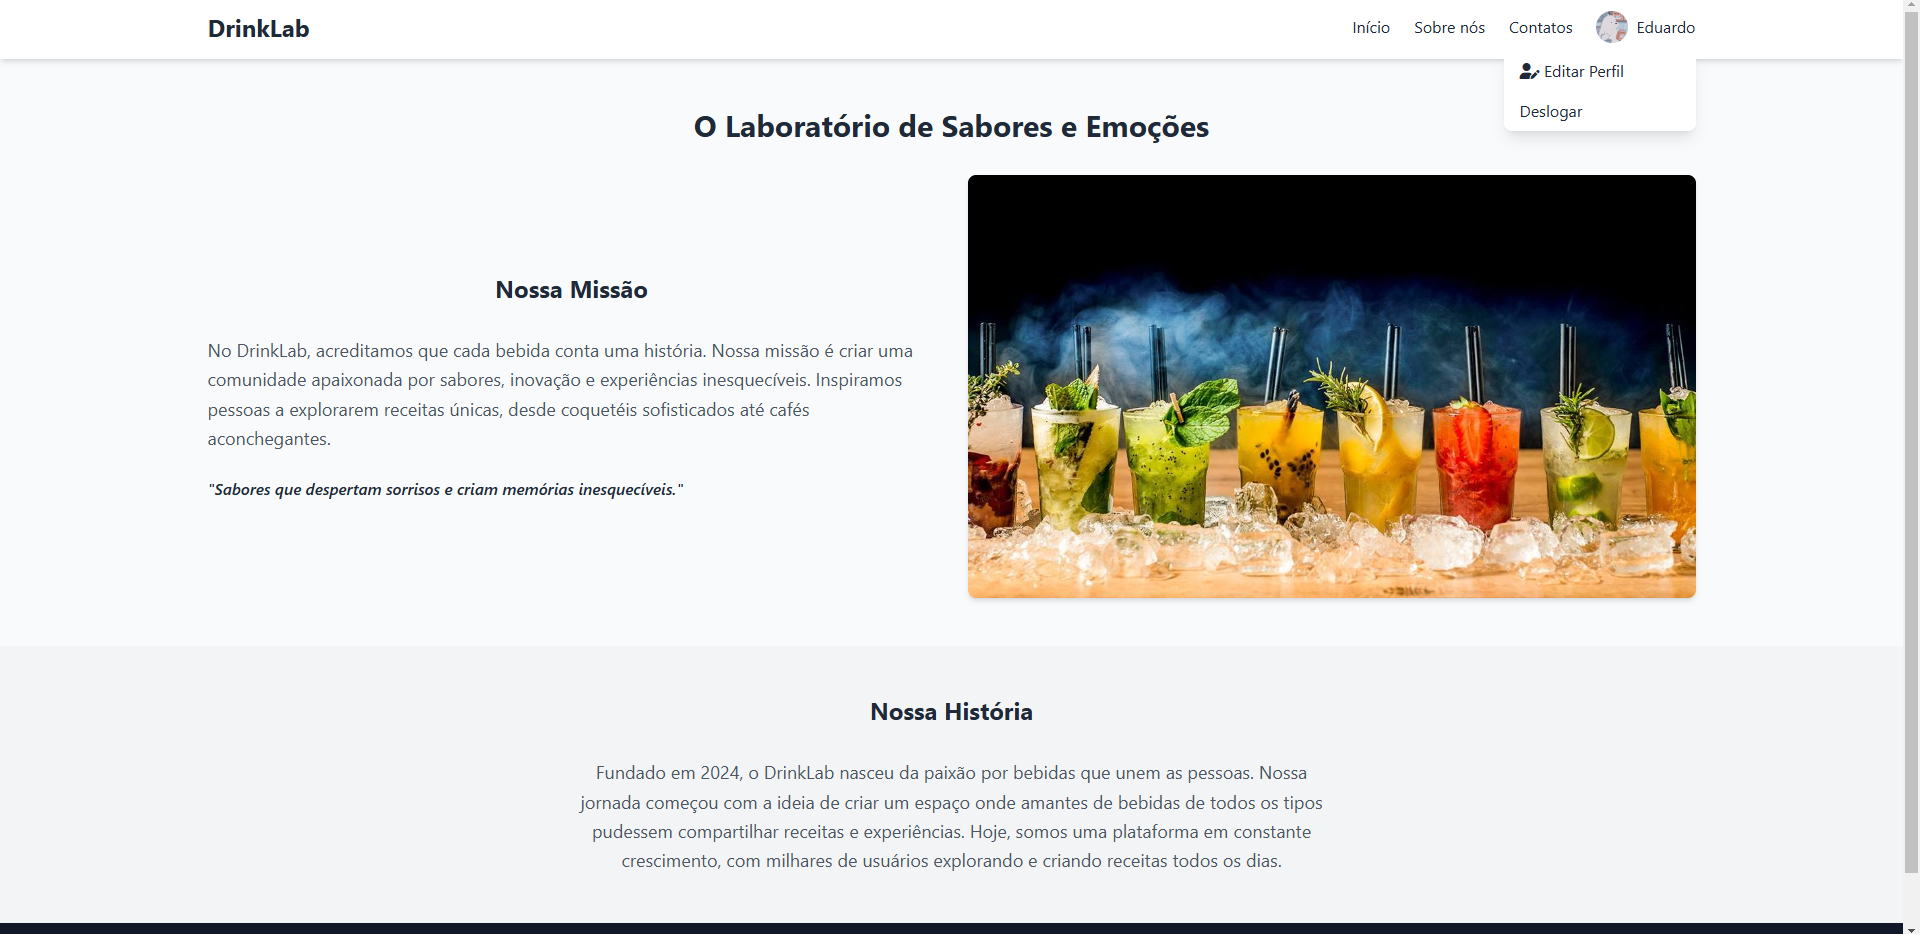 DrinkLab
Início
Sobre nós
Contatos
Eduardo
Editar Perfil
Deslogar
O Laboratório de Sabores e Emoções
Nossa Missão
No DrinkLab, acreditamos que cada bebida conta uma história. Nossa missão é criar uma
comunidade apaixonada por sabores, inovação e experiências inesquecíveis. Inspiramos
pessoas a explorarem receitas únicas, desde coquetéis sofisticados até cafés
aconchegantes.
"Sabores que despertam sorrisos e criam memórias inesquecíveis."
Nossa História
Fundado em 2024, o DrinkLab nasceu da paixão por bebidas que unem as pessoas. Nossa
jornada começou com a ideia de criar um espaço onde amantes de bebidas de todos os tipos
pudessem compartilhar receitas e experiências. Hoje, somos uma plataforma em constante
crescimento, com milhares de usuários explorando e criando receitas todos os dias.